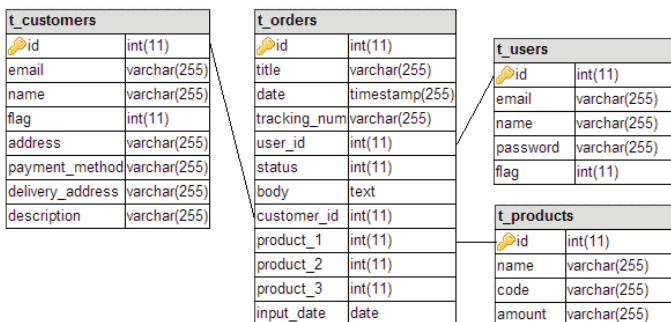 t_customers
id int(11)
email varchar(255)
name varchar(255)
flag int(11)
address varchar(255)
payment_method varchar(255)
delivery_address varchar(255)
description varchar(255)
t_orders
id int(11)
title varchar(255)
date timestamp(255)
tracking_num varchar(255)
user_id int(11)
status int(11)
body text
customer_id int(11)
product_1 int(11)
product_2 int(11)
product_3 int(11)
input_date date
t_users
id int(11)
email varchar(255)
name varchar(255)
password varchar(255)
flag int(11)
t_products
id int(11)
name varchar(255)
code varchar(255)
amount varchar(255)